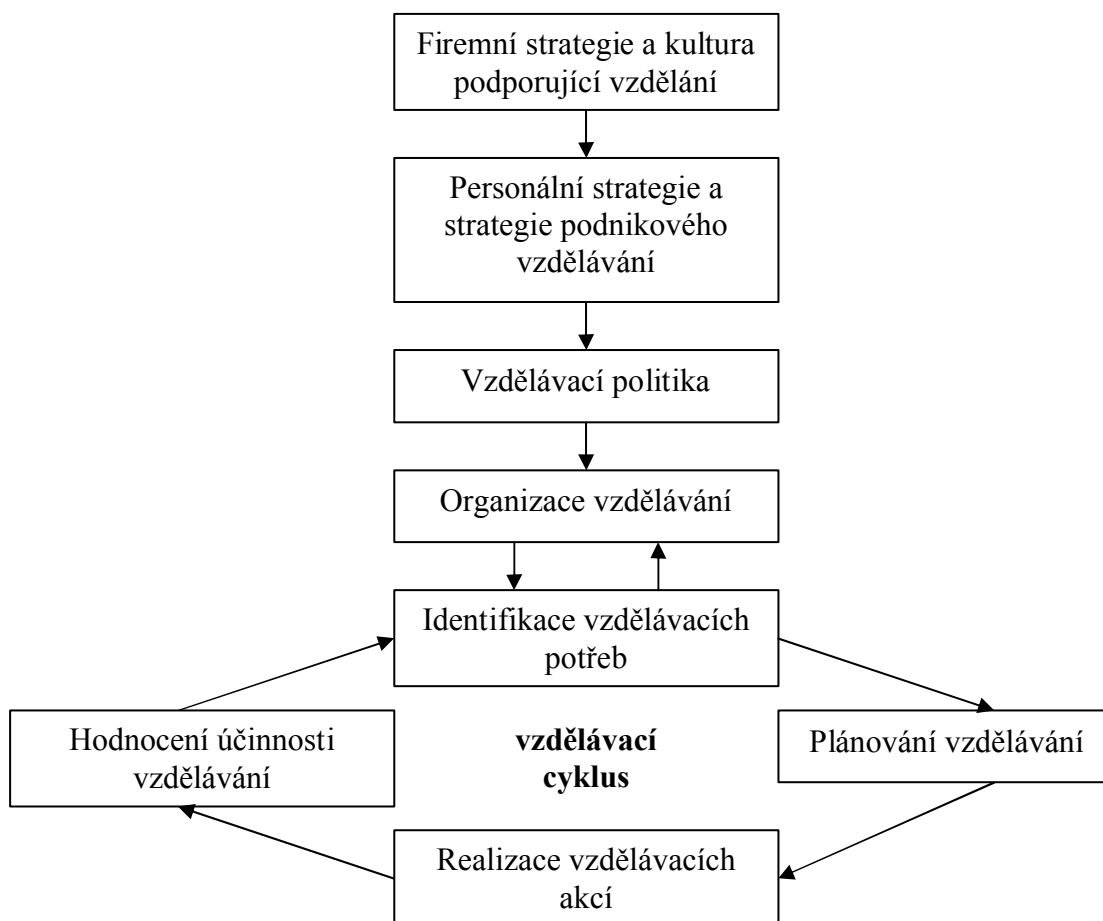 Firemní strategie a kultura
podporující vzdělání
Personální strategie a
strategie podnikového
vzdělávání
Vzdělávací politika
Organizace vzdělávání
Identifikace vzdělávacích
potřeb
Hodnocení účinnosti
vzdělávání
vzdělávací
cyklus
Plánování vzdělávání
Realizace vzdělávacích
akcí